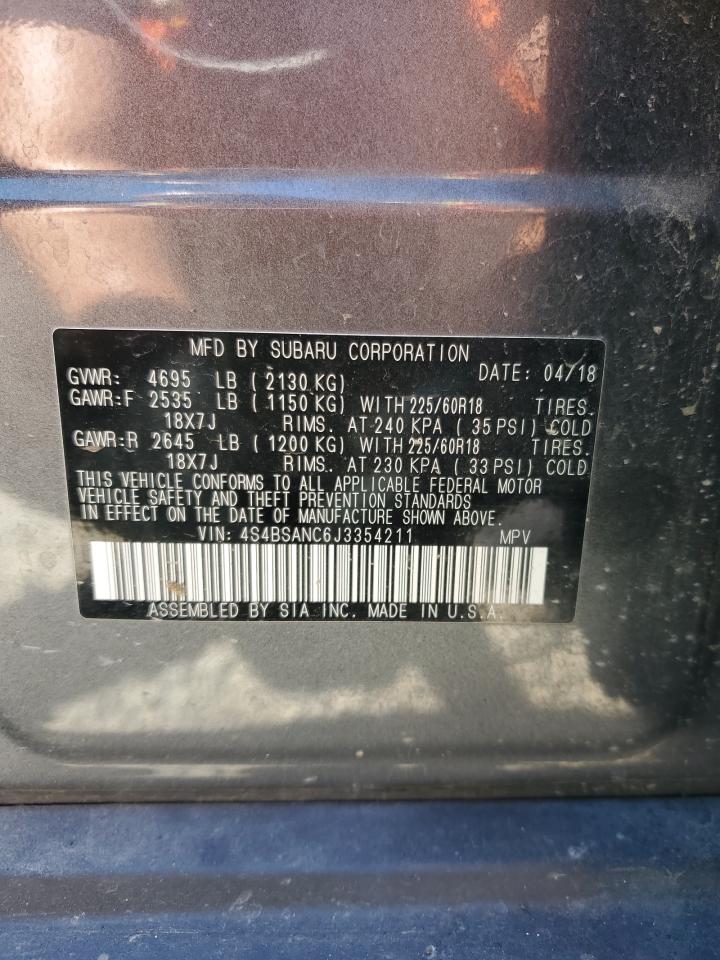 MFD BY SUBARU CORPORATION
GVWR: 4695 LB ( 2130 KG) DATE: 04/18
GAWR:F 2535 LB ( 1150 KG) WITH 225/60R18 TIRES.
18X7J RIMS. AT 240 KPA ( 35 PSI) COLD
GAWR:R 2645 LB ( 1200 KG) WITH 225/60R18 TIRES.
18X7J RIMS. AT 230 KPA ( 33 PSI) COLD
THIS VEHICLE CONFORMS TO ALL APPLICABLE FEDERAL MOTOR
VEHICLE SAFETY AND THEFT PREVENTION STANDARDS
IN EFFECT ON THE DATE OF MANUFACTURE SHOWN ABOVE.
VIN: 4S4BSANC6J3354211 MPV
ASSEMBLED BY SIA INC. MADE IN U.S.A.